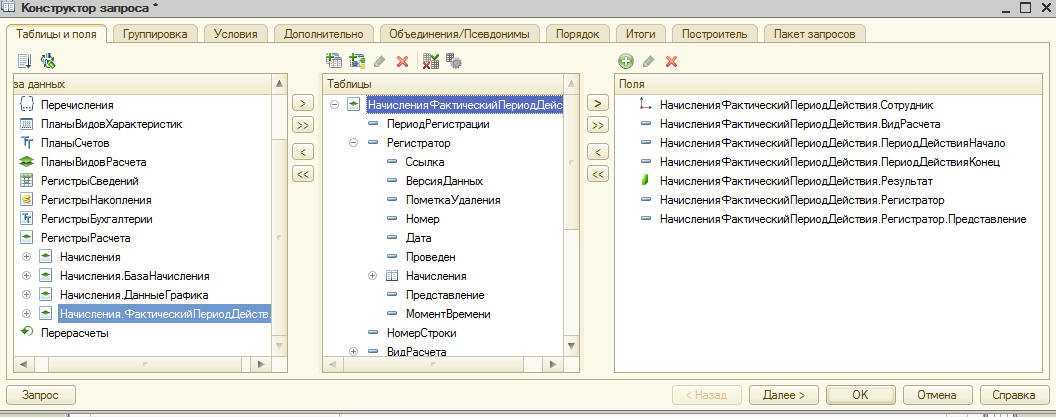 Конструктор запроса *
Таблицы и поля
Группировка
Условия
Дополнительно
Объединения/Псевдонимы
Порядок
Итоги
Построитель
Пакет запросов
за данных
Перечисления
ПланыВидовХарактеристик
ПланыСчетов
ПланыВидовРасчета
РегистрыСведений
РегистрыНакопления
РегистрыБухгалтерии
РегистрыРасчета
Начисления
Начисления.БазаНачисления
Начисления.ДанныеГрафика
Начисления.ФактическийПериодДейств.
Перерасчеты
>
>>
<
<<
Таблицы
НачисленияФактическийПериодДейс
ПериодРегистрации
Регистратор
Ссылка
ВерсияДанных
ПометкаУдаления
Номер
Дата
Проведен
Начисления
Представление
МоментВремени
НомерСтроки
ВидРасчета
>
>>
<
<<
Поля
НачисленияФактическийПериодДействия.Сотрудник
НачисленияФактическийПериодДействия.ВидРасчета
НачисленияФактическийПериодДействия.ПериодДействияНачало
НачисленияФактическийПериодДействия.ПериодДействияКонец
НачисленияФактическийПериодДействия.Результат
НачисленияФактическийПериодДействия.Регистратор
НачисленияФактическийПериодДействия.Регистратор.Представление
Запрос
< Назад
Далее >
OK
Отмена
Справка